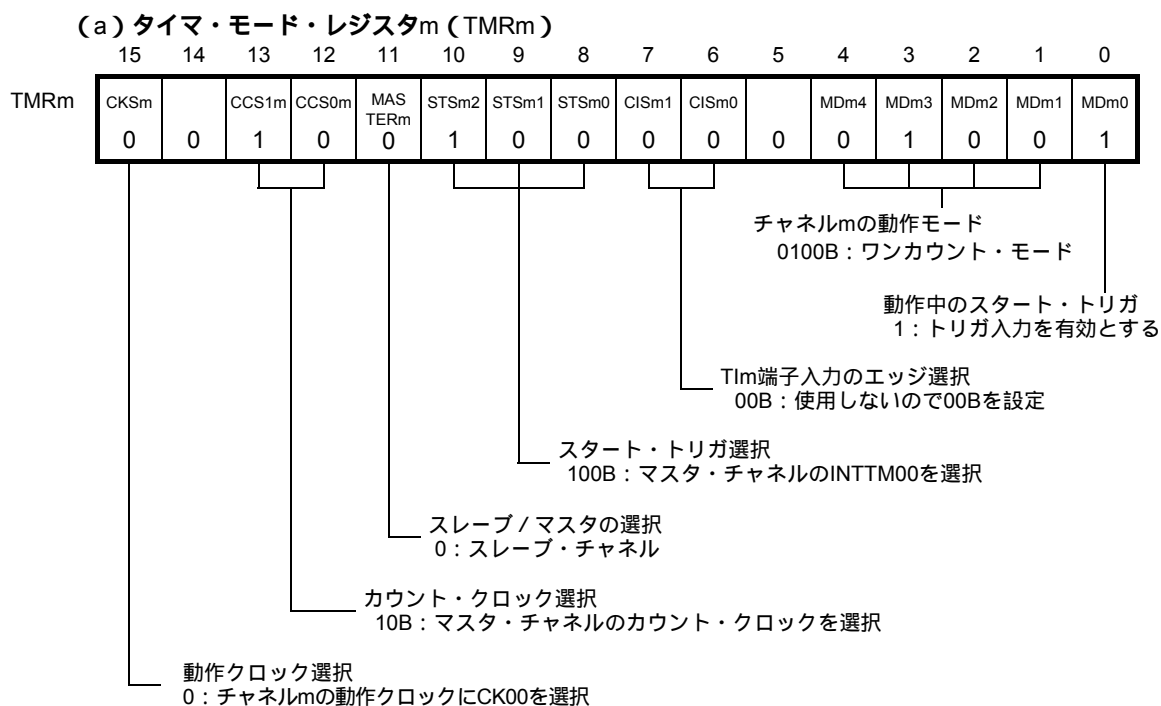 （a）タイマ・モード・レジスタm（TMRm）
15 14 13 12 11 10 9 8 7 6 5 4 3 2 1 0
TMRm CKSm CCS1m CCS0m MAS TERm STSm2 STSm1 STSm0 CISm1 CISm0 MDm4 MDm3 MDm2 MDm1 MDm0
0 0 1 0 0 1 0 0 0 0 0 0 1 0 0 1
チャネルmの動作モード
0100B：ワンカウント・モード
動作中のスタート・トリガ
1：トリガ入力を有効とする
TIm端子入力のエッジ選択
00B：使用しないので00Bを設定
スタート・トリガ選択
100B：マスタ・チャネルのINTTM00を選択
スレーブ／マスタの選択
0：スレーブ・チャネル
カウント・クロック選択
10B：マスタ・チャネルのカウント・クロックを選択
動作クロック選択
0：チャネルmの動作クロックにCK00を選択